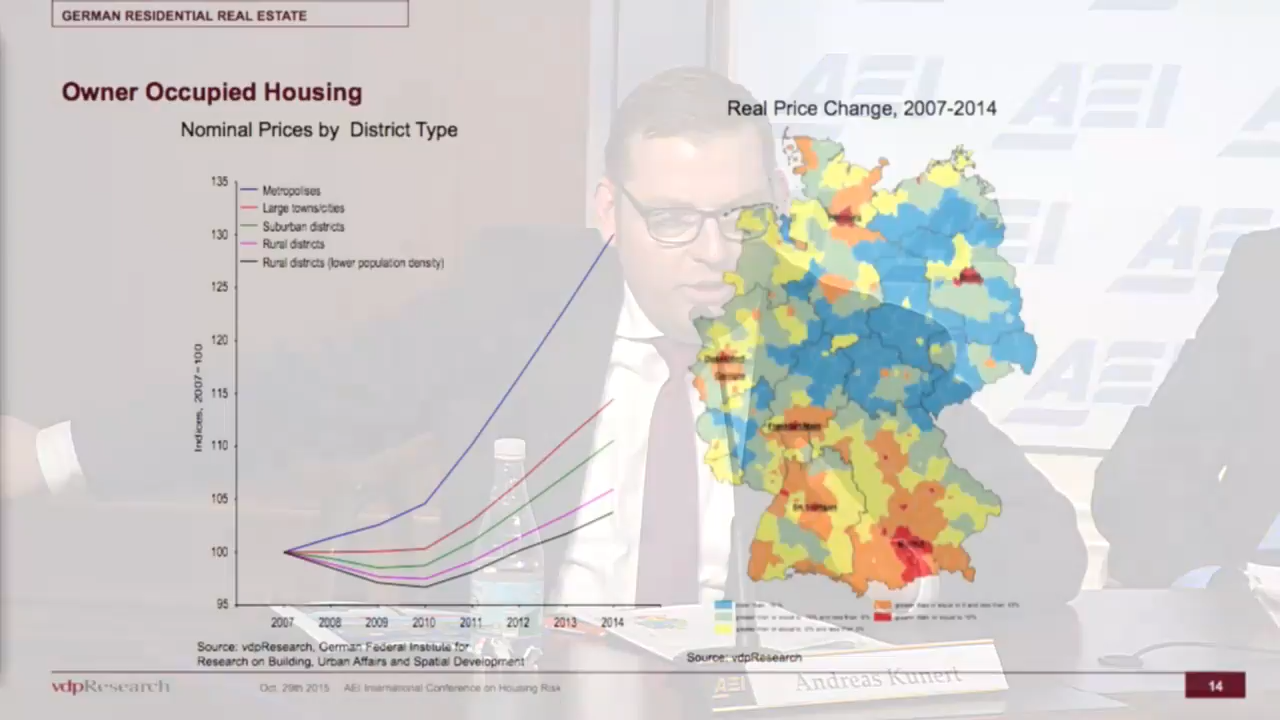 GERMAN RESIDENTIAL REAL ESTATE
Owner Occupied Housing
Nominal Prices by District Type
Real Price Change, 2007-2014
Metropolises
Large towns/cities
Suburban districts
Rural districts
Rural districts (lower population density)
135
130
125
120
115
110
105
100
95
Indices, 2007=100
2007 2008 2009 2010 2011 2012 2013 2014
Source: vdpResearch, German Federal Institute for
Research on Building, Urban Affairs and Spatial Development
Source: vdpResearch
vdpResearch
Oct. 29th 2015 AEI International Conference on Housing Risk
14
AEI
AEI
AEI
AEI
Andreas Kunert